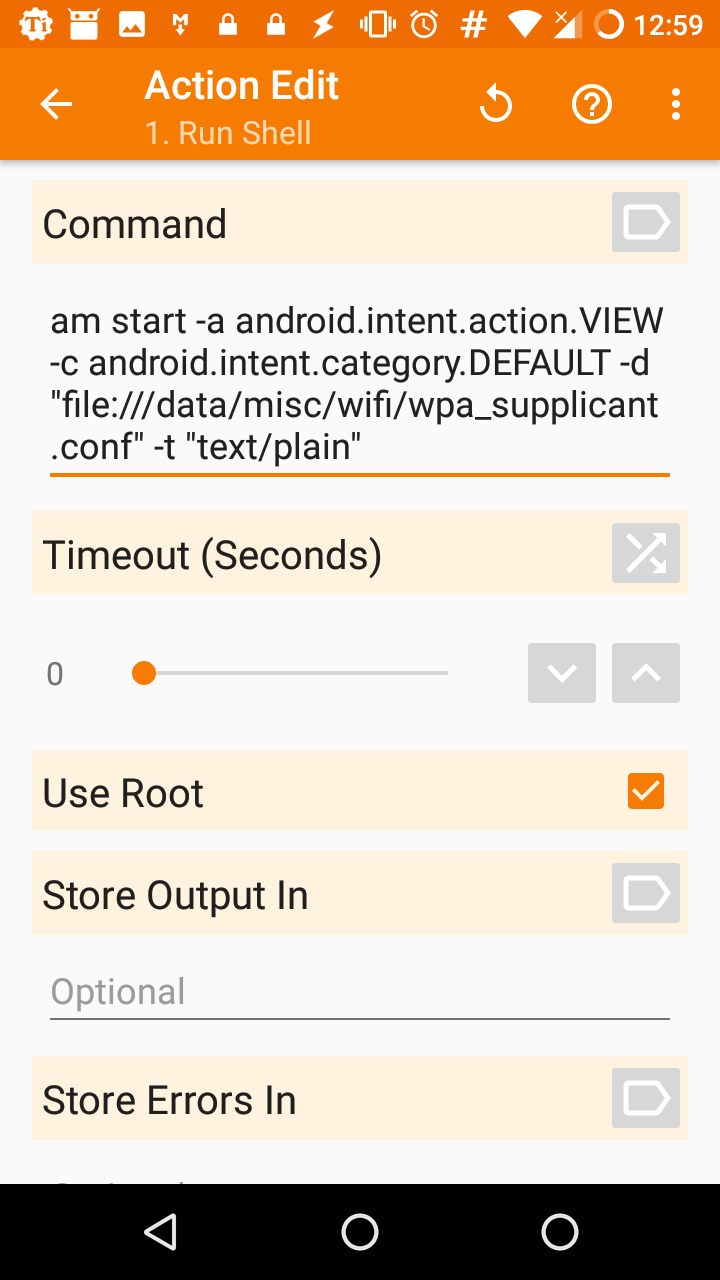 Ti # 12:59
Action Edit
1. Run Shell
Command
am start -a android.intent.action.VIEW
-c android.intent.category.DEFAULT -d
"file:///data/misc/wifi/wpa_supplicant
.conf" -t "text/plain"
Timeout (Seconds)
0
Use Root
Store Output In
Optional
Store Errors In